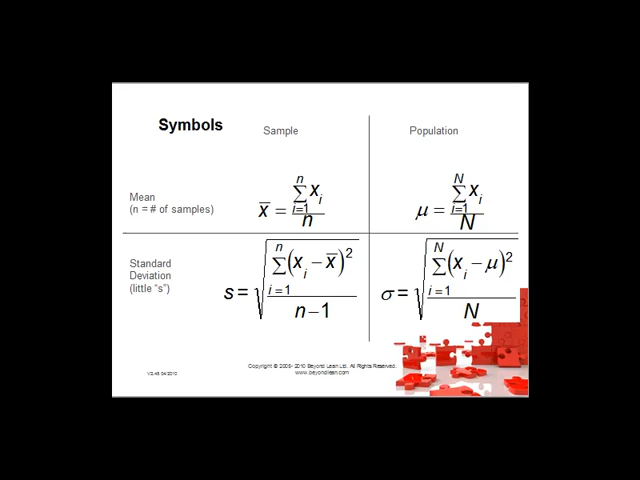 Symbols
Sample
Population
Mean
(n = # of samples)
x̄ = ∑ᵢ₌₁ⁿ xᵢ / n
μ = ∑ᵢ₌₁ᴺ xᵢ / N
Standard
Deviation
(little “s”)
s = √(∑ᵢ₌₁ⁿ (xᵢ − x̄)² / n − 1)
σ = √(∑ᵢ₌₁ᴺ (xᵢ − μ)² / N)
Copyright © 2005- 2010 Beyond Lean Ltd. All Rights Reserved.
www.beyondlean.com